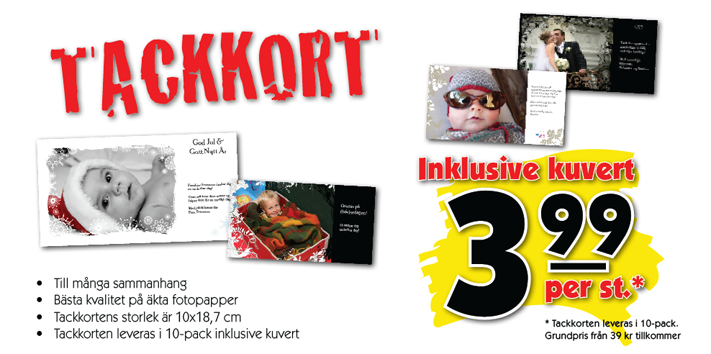 TACKKORT
God Jul &
Gott Nytt År
Inklusive kuvert
3 99
per st.*
• Till många sammanhang
• Bästa kvalitet på äkta fotopapper
• Tackkortens storlek är 10x18,7 cm
• Tackkorten leveras i 10-pack inklusive kuvert
* Tackkorten leveras i 10-pack.
Grundpris från 39 kr tillkommer